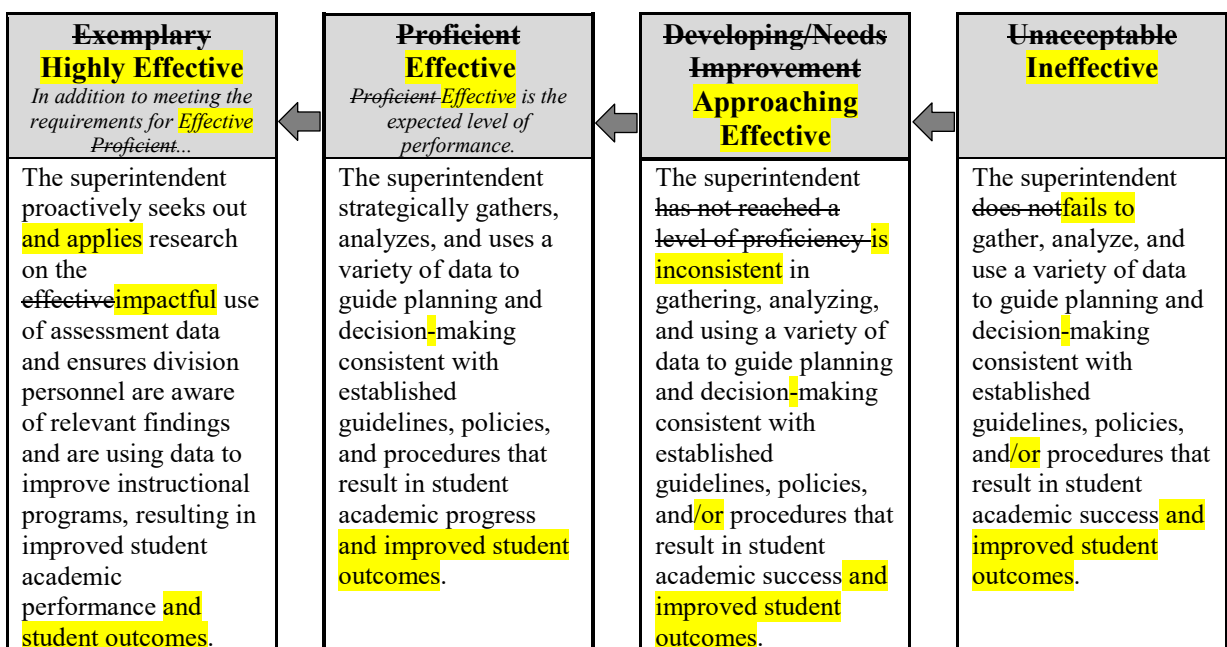 Exemplary
Highly Effective
In addition to meeting the
requirements for Effective
Proficient...
The superintendent
proactively seeks out
and applies research
on the
effectiveimpactful use
of assessment data
and ensures division
personnel are aware
of relevant findings
and are using data to
improve instructional
programs, resulting in
improved student
academic
performance and
student outcomes.
Proficient
Effective
Proficient Effective is the
expected level of
performance.
The superintendent
strategically gathers,
analyzes, and uses a
variety of data to
guide planning and
decision-making
consistent with
established
guidelines, policies,
and procedures that
result in student
academic progress
and improved student
outcomes.
Developing/Needs
Improvement
Approaching
Effective
The superintendent
has not reached a
level of proficiency is
inconsistent in
gathering, analyzing,
and using a variety of
data to guide planning
and decision-making
consistent with
established
guidelines, policies,
and/or procedures that
result in student
academic success and
improved student
outcomes.
Unacceptable
Ineffective
The superintendent
does notfails to
gather, analyze, and
use a variety of data
to guide planning and
decision-making
consistent with
established
guidelines, policies,
and/or procedures that
result in student
academic success and
improved student
outcomes.